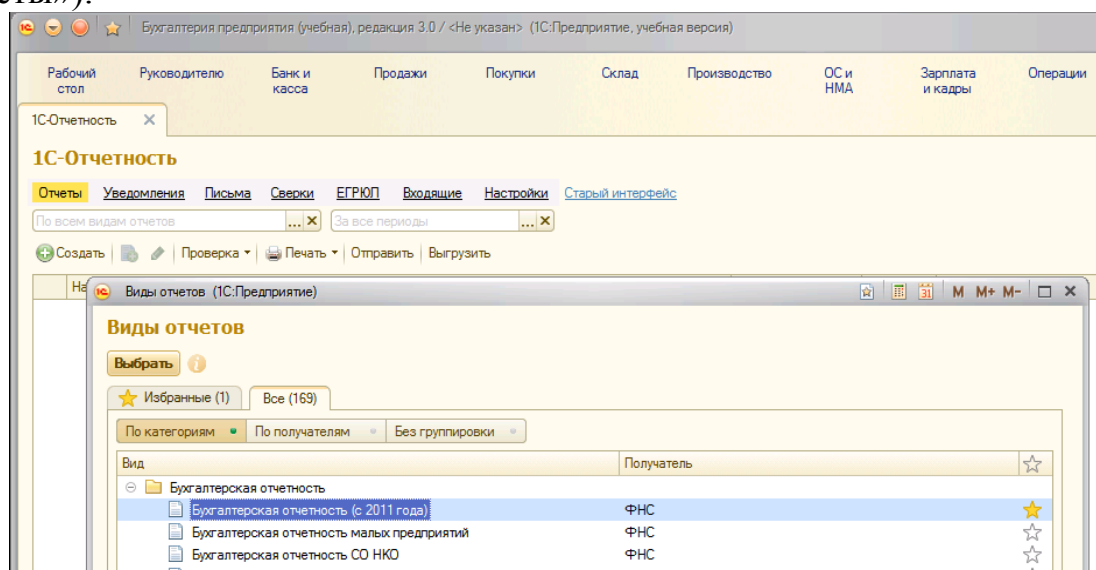 сты»).
Бухгалтерия предприятия (учебная), редакция 3.0 / <Не указан> (1С:Предприятие, учебная версия)
Рабочий стол Руководителю Банк и касса Продажи Покупки Склад Производство ОС и НМА Зарплата и кадры Операции
1С-Отчетность
1С-Отчетность
Отчеты Уведомления Письма Сверки ЕГРЮЛ Входящие Настройки Старый интерфейс
По всем видам отчетов ... За все периоды ...
Создать Проверка Печать Отправить Выгрузить
На
Виды отчетов (1С:Предприятие) 31 M M+ M-
Виды отчетов
Выбрать
Избранные (1) Все (169)
По категориям По получателям Без группировки
Вид Получатель
Бухгалтерская отчетность
Бухгалтерская отчетность (с 2011 года) ФНС
Бухгалтерская отчетность малых предприятий ФНС
Бухгалтерская отчетность СО НКО ФНС